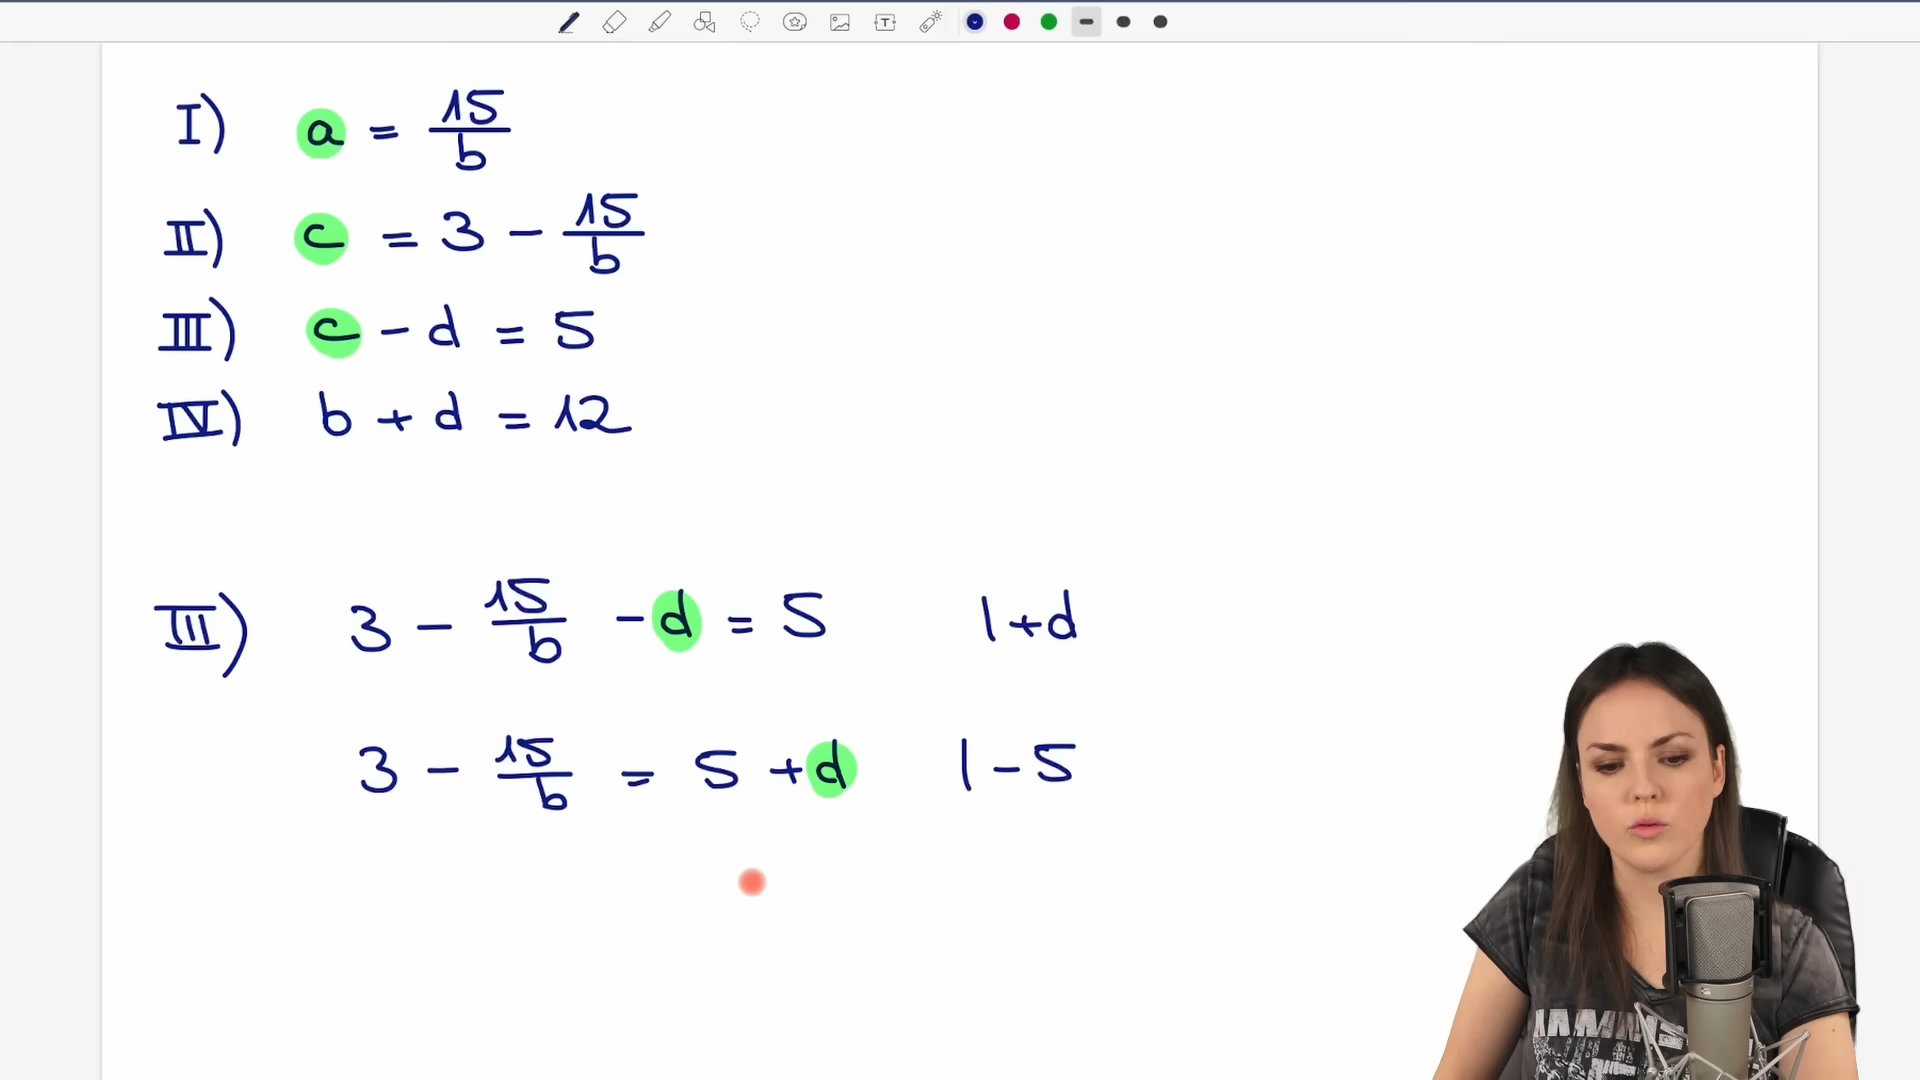 I) a = 15/b
II) c = 3 - 15/b
III) c - d = 5
IV) b + d = 12
III) 3 - 15/b - d = 5 | + d
3 - 15/b = 5 + d | - 5